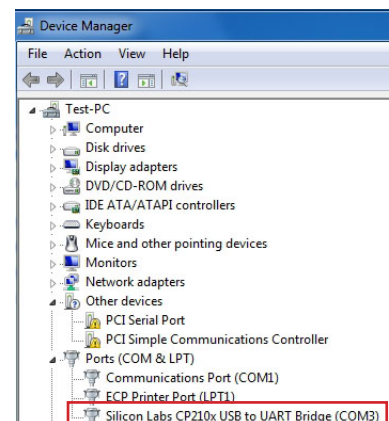 Device Manager
File Action View Help
Test-PC
Computer
Disk drives
Display adapters
DVD/CD-ROM drives
IDE ATA/ATAPI controllers
Keyboards
Mice and other pointing devices
Monitors
Network adapters
Other devices
PCI Serial Port
PCI Simple Communications Controller
Ports (COM & LPT)
Communications Port (COM1)
ECP Printer Port (LPT1)
Silicon Labs CP210x USB to UART Bridge (COM3)